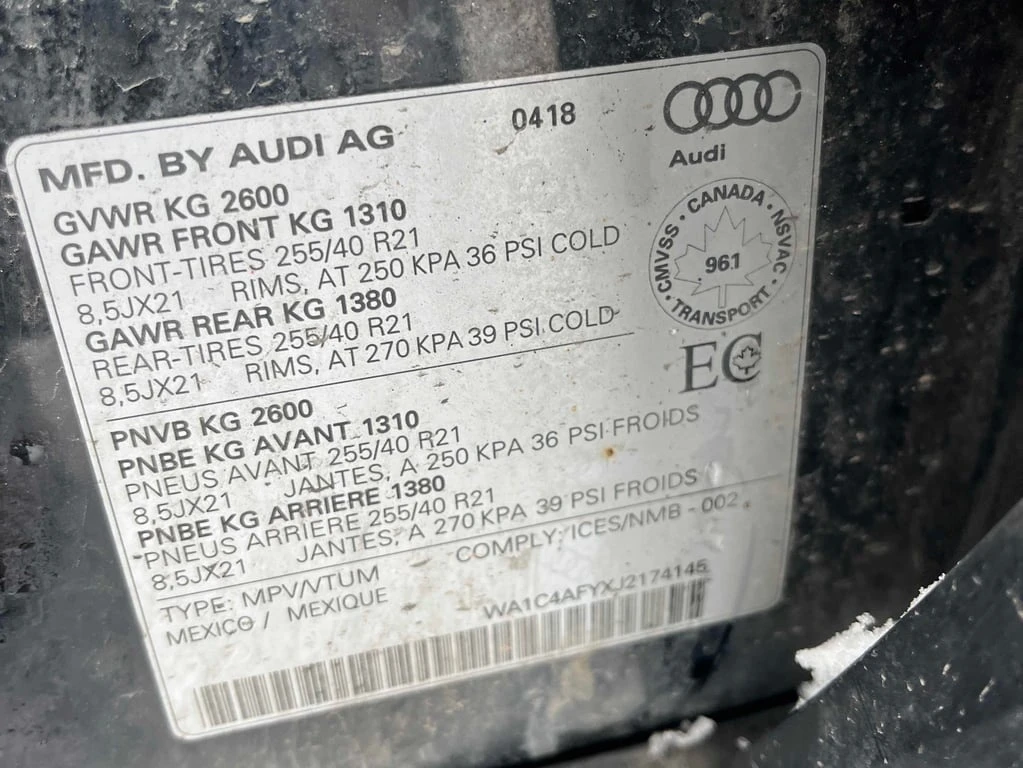 MFD. BY AUDI AG 0418
Audi
GVWR KG 2600
GAWR FRONT KG 1310
FRONT-TIRES 255/40 R21
8,5JX21 RIMS, AT 250 KPA 36 PSI COLD
GAWR REAR KG 1380
REAR-TIRES 255/40 R21
8,5JX21 RIMS, AT 270 KPA 39 PSI COLD
CANADA · NSVAC · TRANSPORT · CMVSS ·
961
EC
PNVB KG 2600
PNBE KG AVANT 1310
PNEUS AVANT 255/40 R21
8,5JX21 JANTES, A 250 KPA 36 PSI FROIDS
PNBE KG ARRIERE 1380
PNEUS ARRIERE 255/40 R21
8,5JX21 JANTES, A 270 KPA 39 PSI FROIDS
TYPE: MPV/VTUM COMPLY: ICES/NMB - 002
MEXICO / MEXIQUE
WA1C4AFYXJ2174145